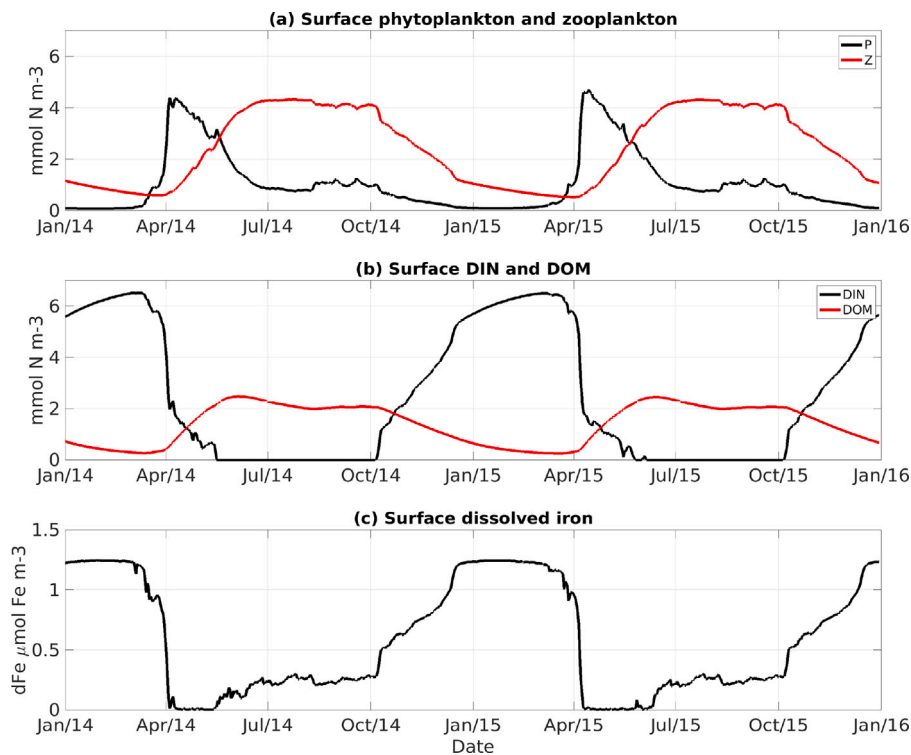 (a) Surface phytoplankton and zooplankton
mmol N m-3
6
4
2
0
P
Z
Jan/14 Apr/14 Jul/14 Oct/14 Jan/15 Apr/15 Jul/15 Oct/15 Jan/16
(b) Surface DIN and DOM
mmol N m-3
6
4
2
0
DIN
DOM
Jan/14 Apr/14 Jul/14 Oct/14 Jan/15 Apr/15 Jul/15 Oct/15 Jan/16
(c) Surface dissolved iron
dFe μmol Fe m-3
1.5
1
0.5
0
Jan/14 Apr/14 Jul/14 Oct/14 Jan/15 Apr/15 Jul/15 Oct/15 Jan/16
Date